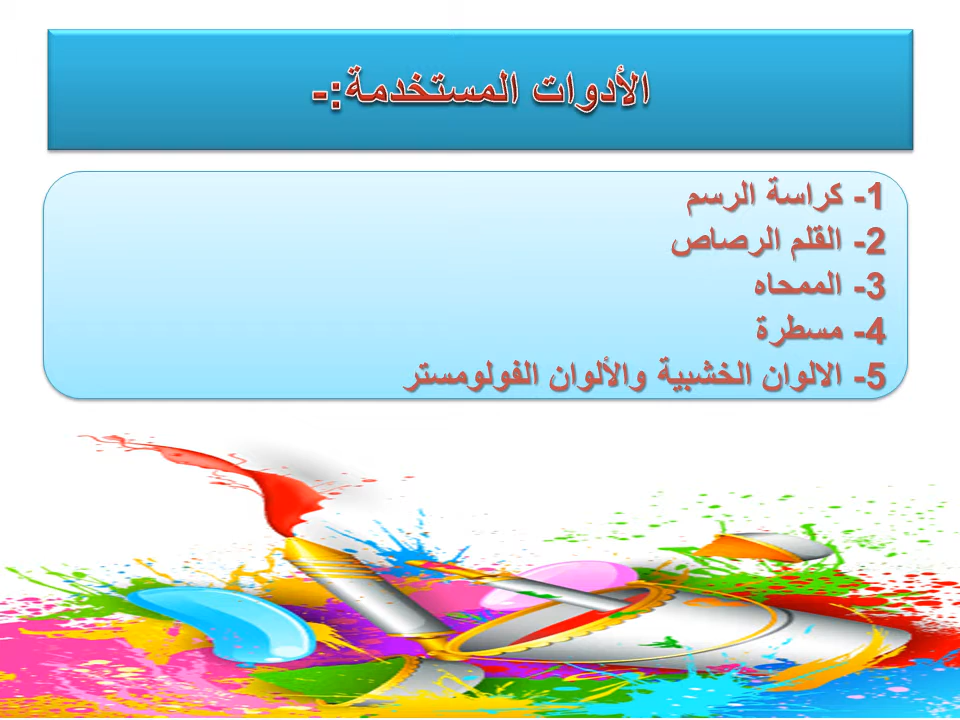 الأدوات المستخدمة:-
1- كراسة الرسم
2- القلم الرصاص
3- الممحاه
4- مسطرة
5- الالوان الخشبية والألوان الفولومستر